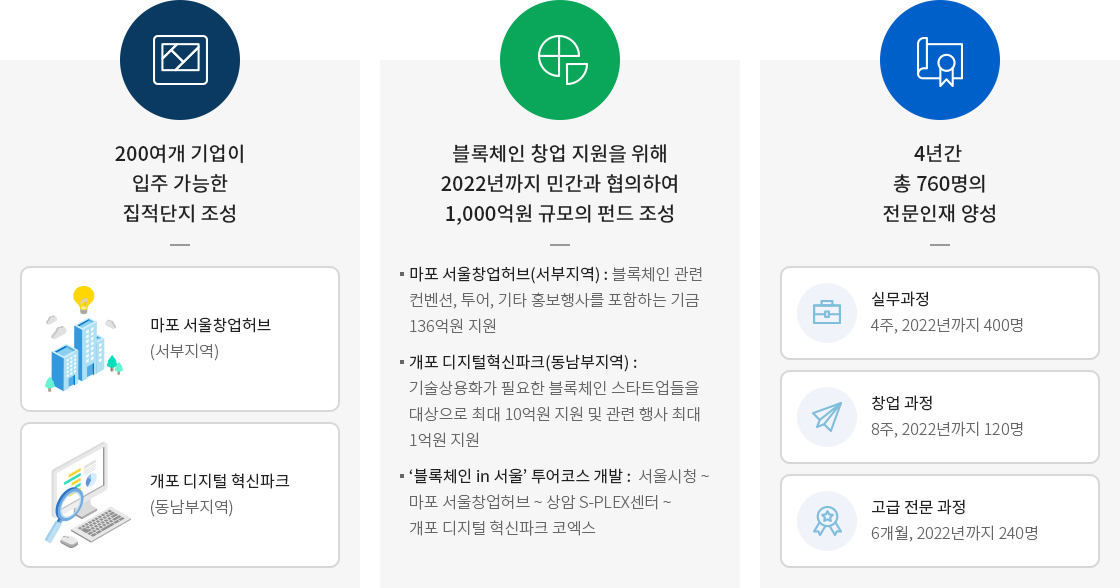 200여개 기업이
입주 가능한
집적단지 조성
마포 서울창업허브
(서부지역)
개포 디지털 혁신파크
(동남부지역)
블록체인 창업 지원을 위해
2022년까지 민간과 협의하여
1,000억원 규모의 펀드 조성
마포 서울창업허브(서부지역) : 블록체인 관련
컨벤션, 투어, 기타 홍보행사를 포함하는 기금
136억원 지원
개포 디지털혁신파크(동남부지역) :
기술상용화가 필요한 블록체인 스타트업들을
대상으로 최대 10억원 지원 및 관련 행사 최대
1억원 지원
‘블록체인 in 서울’ 투어코스 개발 : 서울시청 ~
마포 서울창업허브 ~ 상암 S-PLEX센터 ~
개포 디지털 혁신파크 코엑스
4년간
총 760명의
전문인재 양성
실무과정
4주, 2022년까지 400명
창업 과정
8주, 2022년까지 120명
고급 전문 과정
6개월, 2022년까지 240명